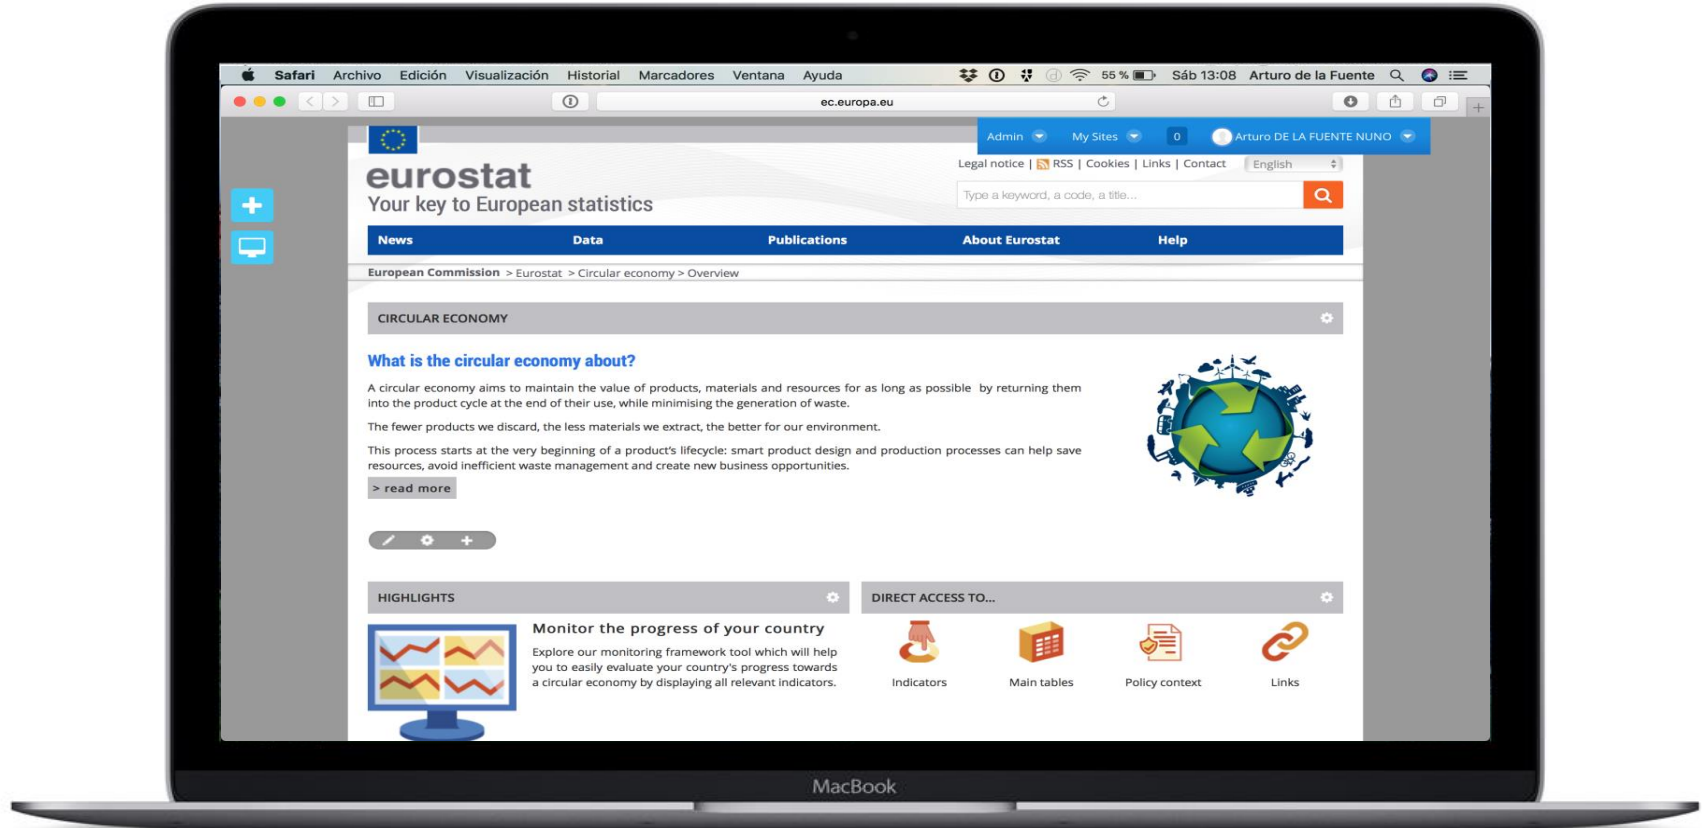 Safari Archivo Edición Visualización Historial Marcadores Ventana Ayuda 55 % Sáb 13:08 Arturo de la Fuente
ec.europa.eu
Admin My Sites 0 Arturo DE LA FUENTE NUNO
Legal notice | RSS | Cookies | Links | Contact English
eurostat
Your key to European statistics
Type a keyword, a code, a title...
News Data Publications About Eurostat Help
European Commission > Eurostat > Circular economy > Overview
CIRCULAR ECONOMY
What is the circular economy about?
A circular economy aims to maintain the value of products, materials and resources for as long as possible by returning them
into the product cycle at the end of their use, while minimising the generation of waste.
The fewer products we discard, the less materials we extract, the better for our environment.
This process starts at the very beginning of a product's lifecycle: smart product design and production processes can help save
resources, avoid inefficient waste management and create new business opportunities.
> read more
HIGHLIGHTS
DIRECT ACCESS TO...
Monitor the progress of your country
Explore our monitoring framework tool which will help
you to easily evaluate your country's progress towards
a circular economy by displaying all relevant indicators.
Indicators Main tables Policy context Links
MacBook